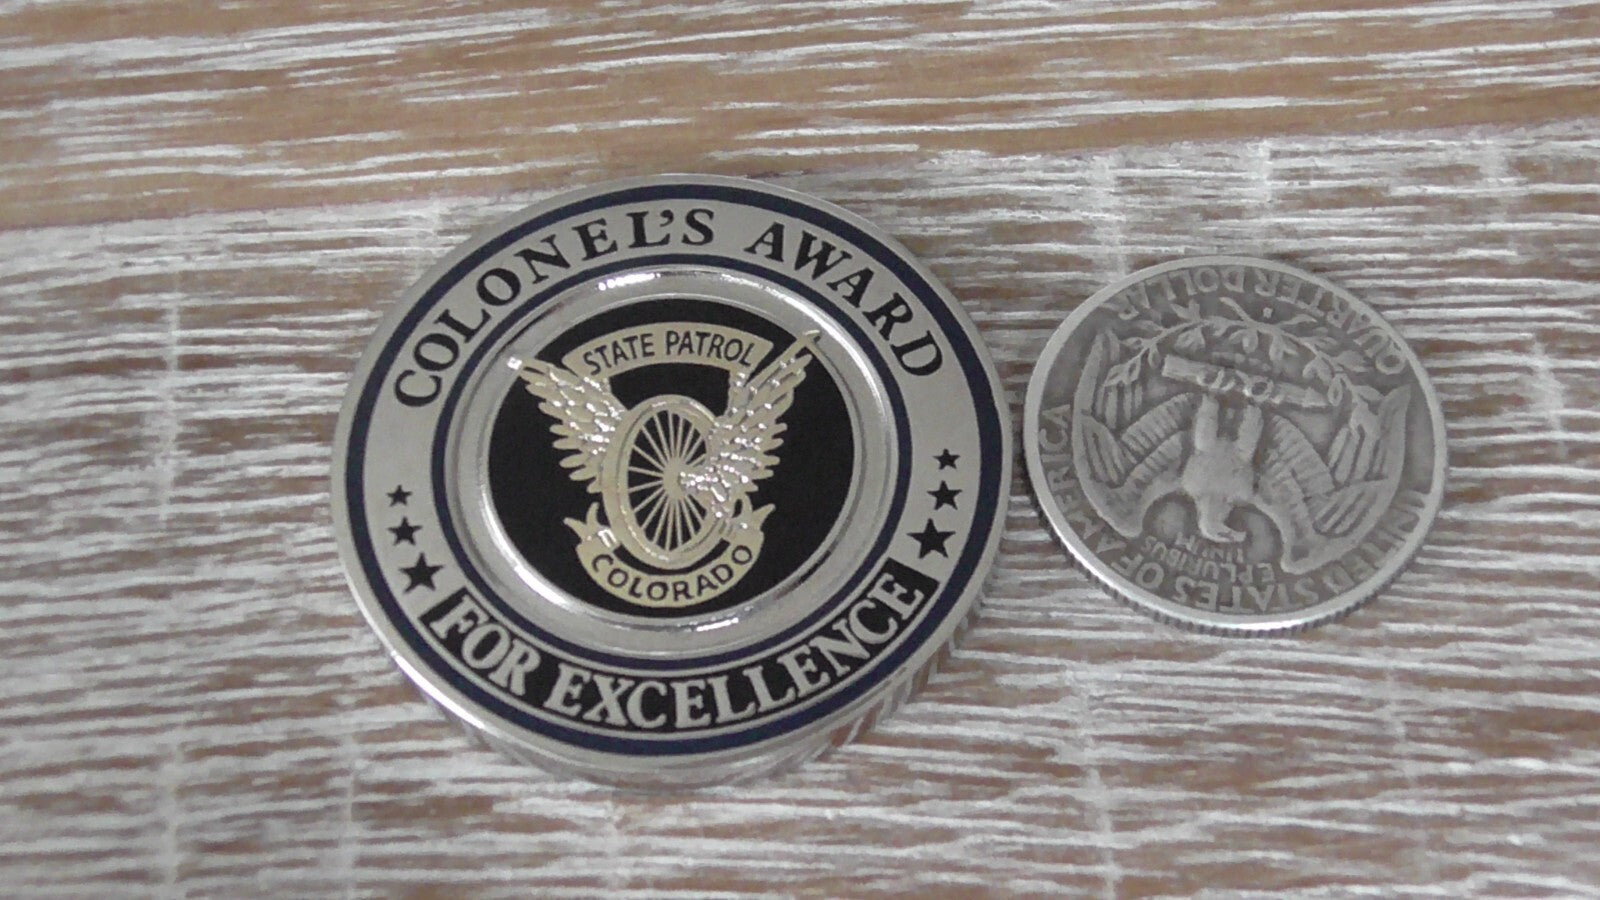 COLONEL'S AWARD
STATE PATROL
COLORADO
FOR EXCELLENCE
UNITED STATES OF AMERICA
E PLURIBUS
UNUM
QUARTER DOLLAR